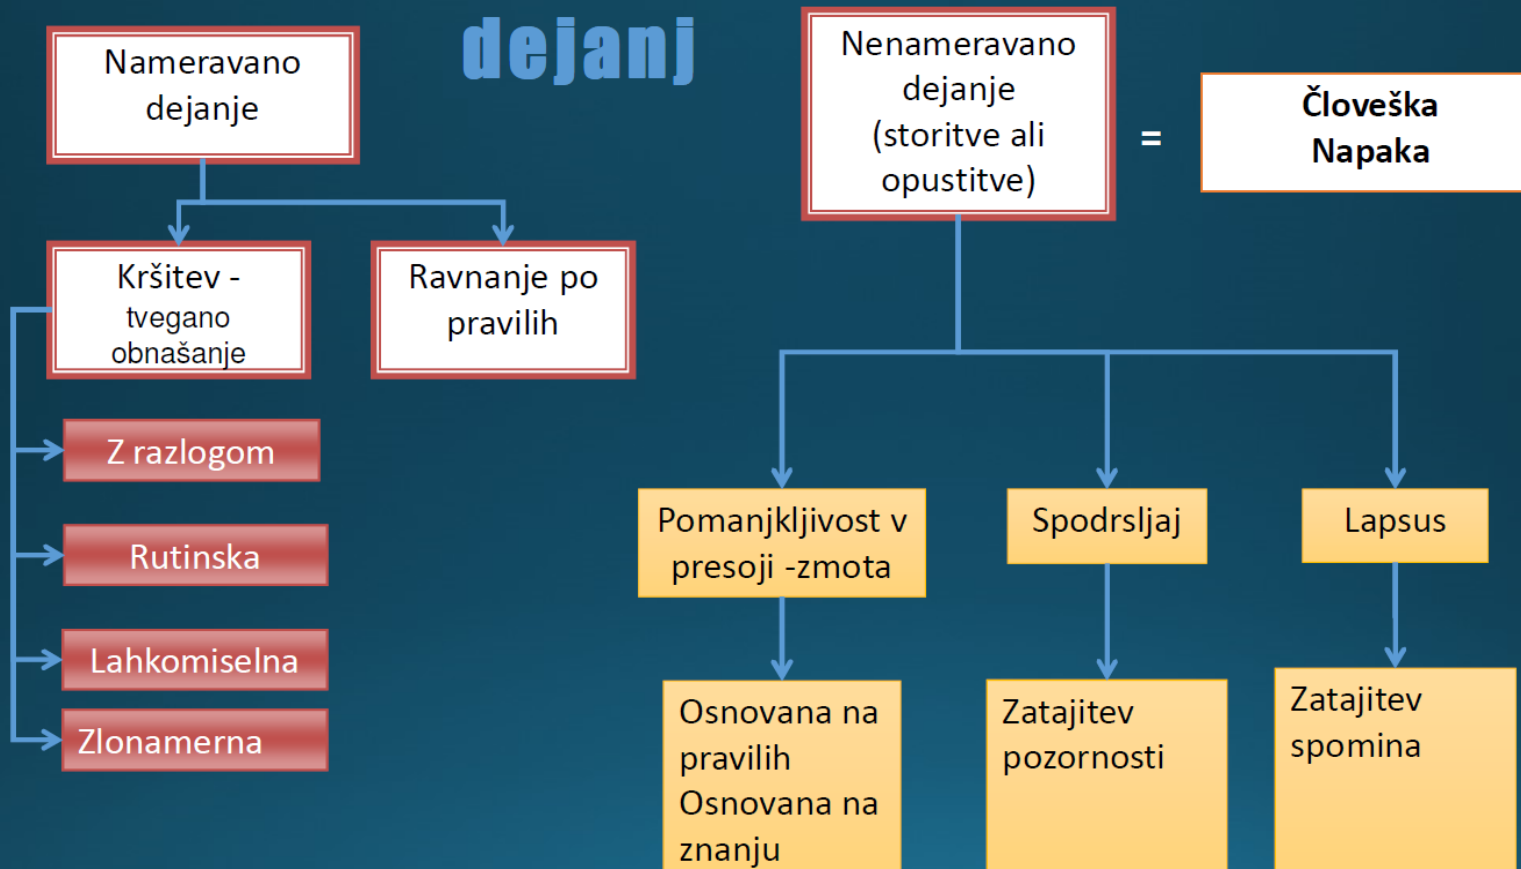 dejanj
Nameravano
dejanje
Nenameravano
dejanje
(storitve ali
opustitve)
=
Človeška
Napaka
Kršitev -
tvegano
obnašanje
Ravnanje po
pravilih
Z razlogom
Rutinska
Lahkomiselna
Zlonamerna
Pomanjkljivost v
presoji -zmota
Spodrsljaj
Lapsus
Osnovana na
pravilih
Osnovana na
znanju
Zatajitev
pozornosti
Zatajitev
spomina